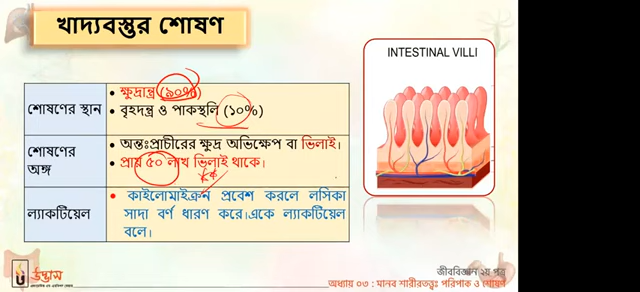 খাদ্যবস্তুর শোষণ
INTESTINAL VILLI
শোষণের স্থান
• ক্ষুদ্রান্ত্র (৯০%)
• বৃহদন্ত্র ও পাকস্থলি (১০%)
শোষণের
অঙ্গ
• অন্তঃপ্রাচীরের ক্ষুদ্র অভিক্ষেপ বা ভিলাই।
• প্রায় ৫০ লাখ ভিলাই থাকে।
ল্যাকটিয়েল
• কাইলোমাইক্রন প্রবেশ করলে লসিকা
সাদা বর্ণ ধারণ করে।একে ল্যাকটিয়েল
বলে।
উদ্ভাস
জীববিজ্ঞান ২য় পত্র
অধ্যায় ০৩ : মানব শারীরতত্ত্বঃ পরিপাক ও শোষণ